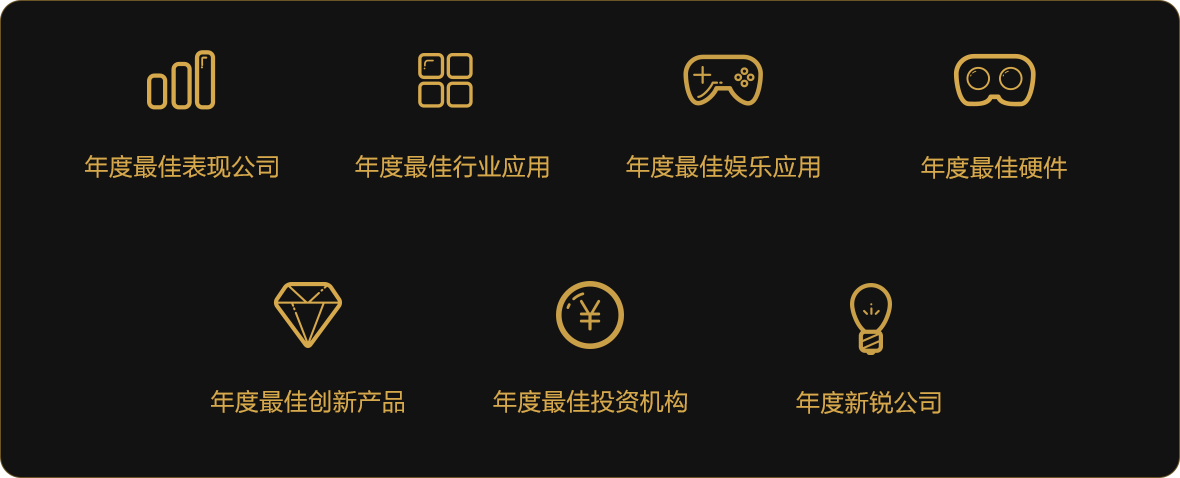 年度最佳表现公司
年度最佳行业应用
年度最佳娱乐应用
年度最佳硬件
年度最佳创新产品
年度最佳投资机构
年度新锐公司